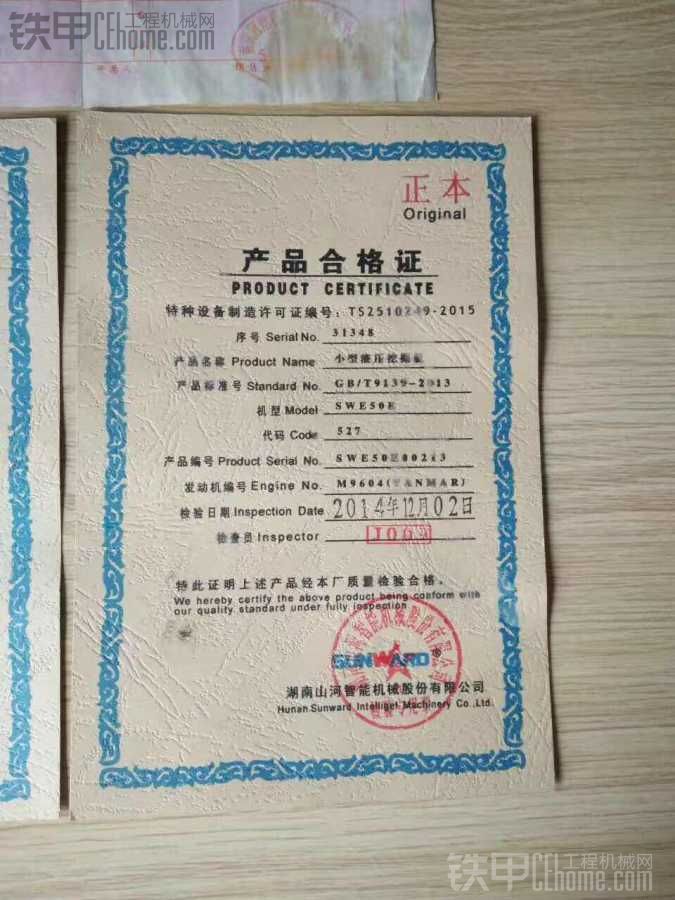 铁甲 工程机械网
CEhome.com
正本
Original
产品合格证
PRODUCT CERTIFICATE
特种设备制造许可证编号：TS2510249-2015
序号 Serial No. 31348
产品名称 Product Name 小型液压挖掘机
产品标准号 Standard No. GB/T9139-2013
机型 Model SWE50E
代码 Code 527
产品编号 Product Serial No. SWE50E00213
发动机编号 Engine No. M9604(YANMAR)
检验日期 Inspection Date 2014年12月02日
检查员 Inspector
特此证明上述产品经本厂质量检验合格。
We hereby certify the above product being conform with
our quality standard under fully inspection
SUNWARD®
湖南山河智能机械股份有限公司
Hunan Sunward Intelliget Machinery Co.,Ltd.
铁甲 工程机械网
CEhome.com